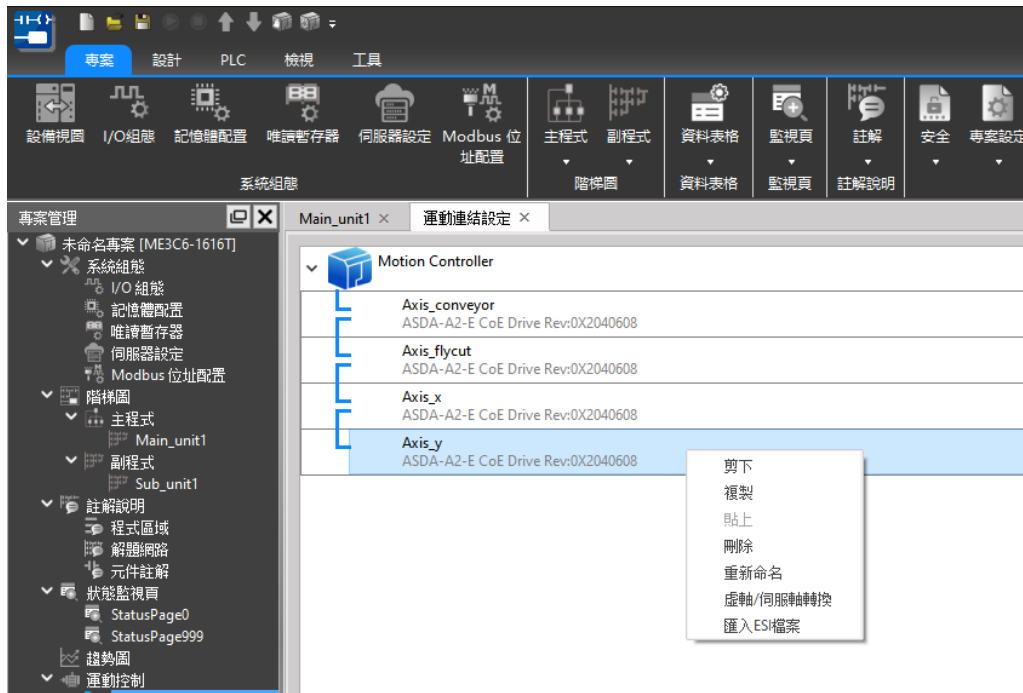 專案 設計 PLC 檢視 工具
設備視圖 I/O組態 記憶體配置 唯讀暫存器 伺服器設定 Modbus 位址配置 主程式 副程式 資料表格 監視頁 註解 安全 專案設定
系統組態 階梯圖 資料表格 監視頁 註解說明
專案管理
Main_unit1 運動連結設定
未命名專案 [ME3C6-1616T]
系統組態
I/O 組態
記憶體配置
唯讀暫存器
伺服器設定
Modbus 位址配置
階梯圖
主程式
Main_unit1
副程式
Sub_unit1
註解說明
程式區域
解題網路
元件註解
狀態監視頁
StatusPage0
StatusPage999
趨勢圖
運動控制
Motion Controller
Axis_conveyor
ASDA-A2-E CoE Drive Rev:0X2040608
Axis_flycut
ASDA-A2-E CoE Drive Rev:0X2040608
Axis_x
ASDA-A2-E CoE Drive Rev:0X2040608
Axis_y
ASDA-A2-E CoE Drive Rev:0X2040608
剪下
複製
貼上
刪除
重新命名
虛軸/伺服軸轉換
匯入ESI檔案